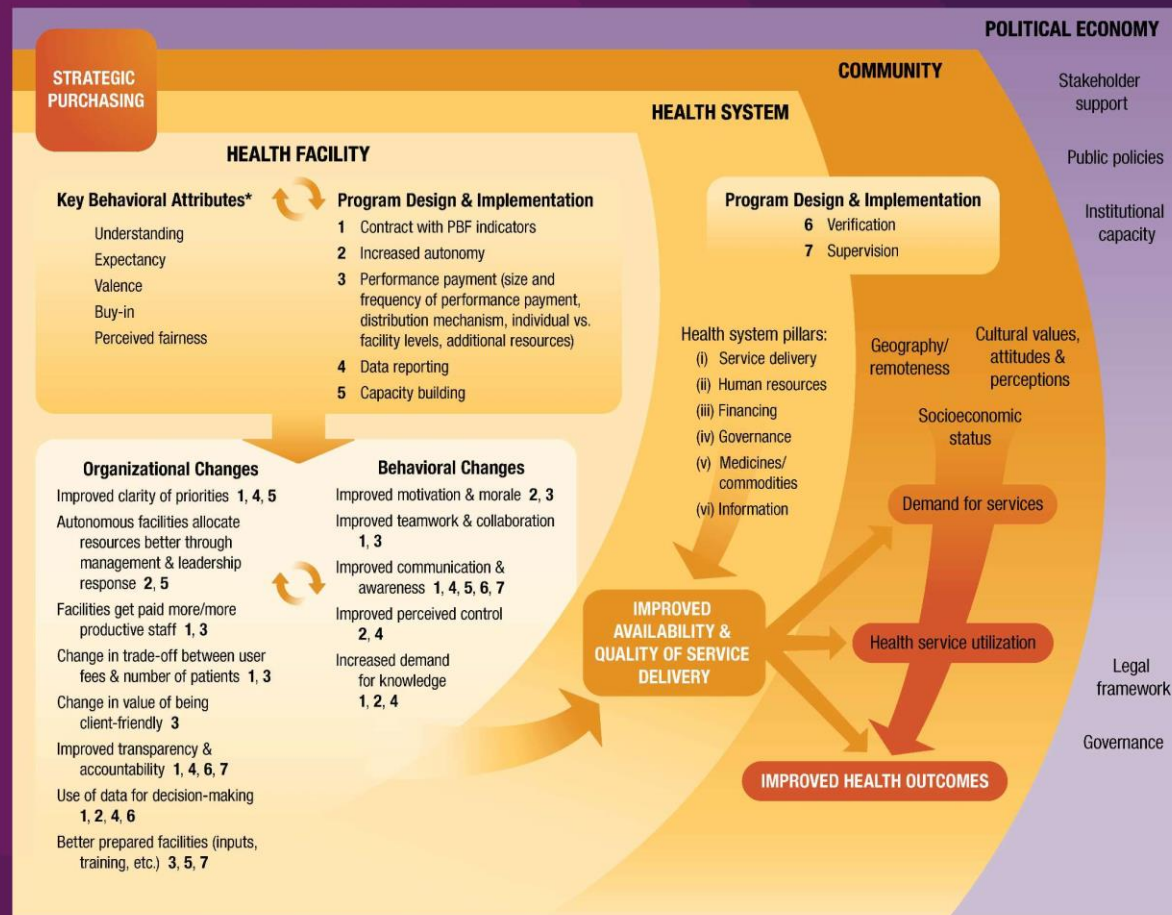 POLITICAL ECONOMY
Stakeholder
support
Public policies
Institutional
capacity
Legal
framework
Governance
COMMUNITY
Geography/
remoteness
Cultural values,
attitudes &
perceptions
Socioeconomic
status
Demand for services
Health service utilization
IMPROVED HEALTH OUTCOMES
HEALTH SYSTEM
Program Design & Implementation
6 Verification
7 Supervision
Health system pillars:
(i) Service delivery
(ii) Human resources
(iii) Financing
(iv) Governance
(v) Medicines/
commodities
(vi) Information
IMPROVED
AVAILABILITY &
QUALITY OF SERVICE
DELIVERY
STRATEGIC
PURCHASING
HEALTH FACILITY
Key Behavioral Attributes*
Understanding
Expectancy
Valence
Buy-in
Perceived fairness
Program Design & Implementation
1 Contract with PBF indicators
2 Increased autonomy
3 Performance payment (size and
frequency of performance payment,
distribution mechanism, individual vs.
facility levels, additional resources)
4 Data reporting
5 Capacity building
Organizational Changes
Improved clarity of priorities 1, 4, 5
Autonomous facilities allocate
resources better through
management & leadership
response 2, 5
Facilities get paid more/more
productive staff 1, 3
Change in trade-off between user
fees & number of patients 1, 3
Change in value of being
client-friendly 3
Improved transparency &
accountability 1, 4, 6, 7
Use of data for decision-making
1, 2, 4, 6
Better prepared facilities (inputs,
training, etc.) 3, 5, 7
Behavioral Changes
Improved motivation & morale 2, 3
Improved teamwork & collaboration
1, 3
Improved communication &
awareness 1, 4, 5, 6, 7
Improved perceived control
2, 4
Increased demand
for knowledge
1, 2, 4